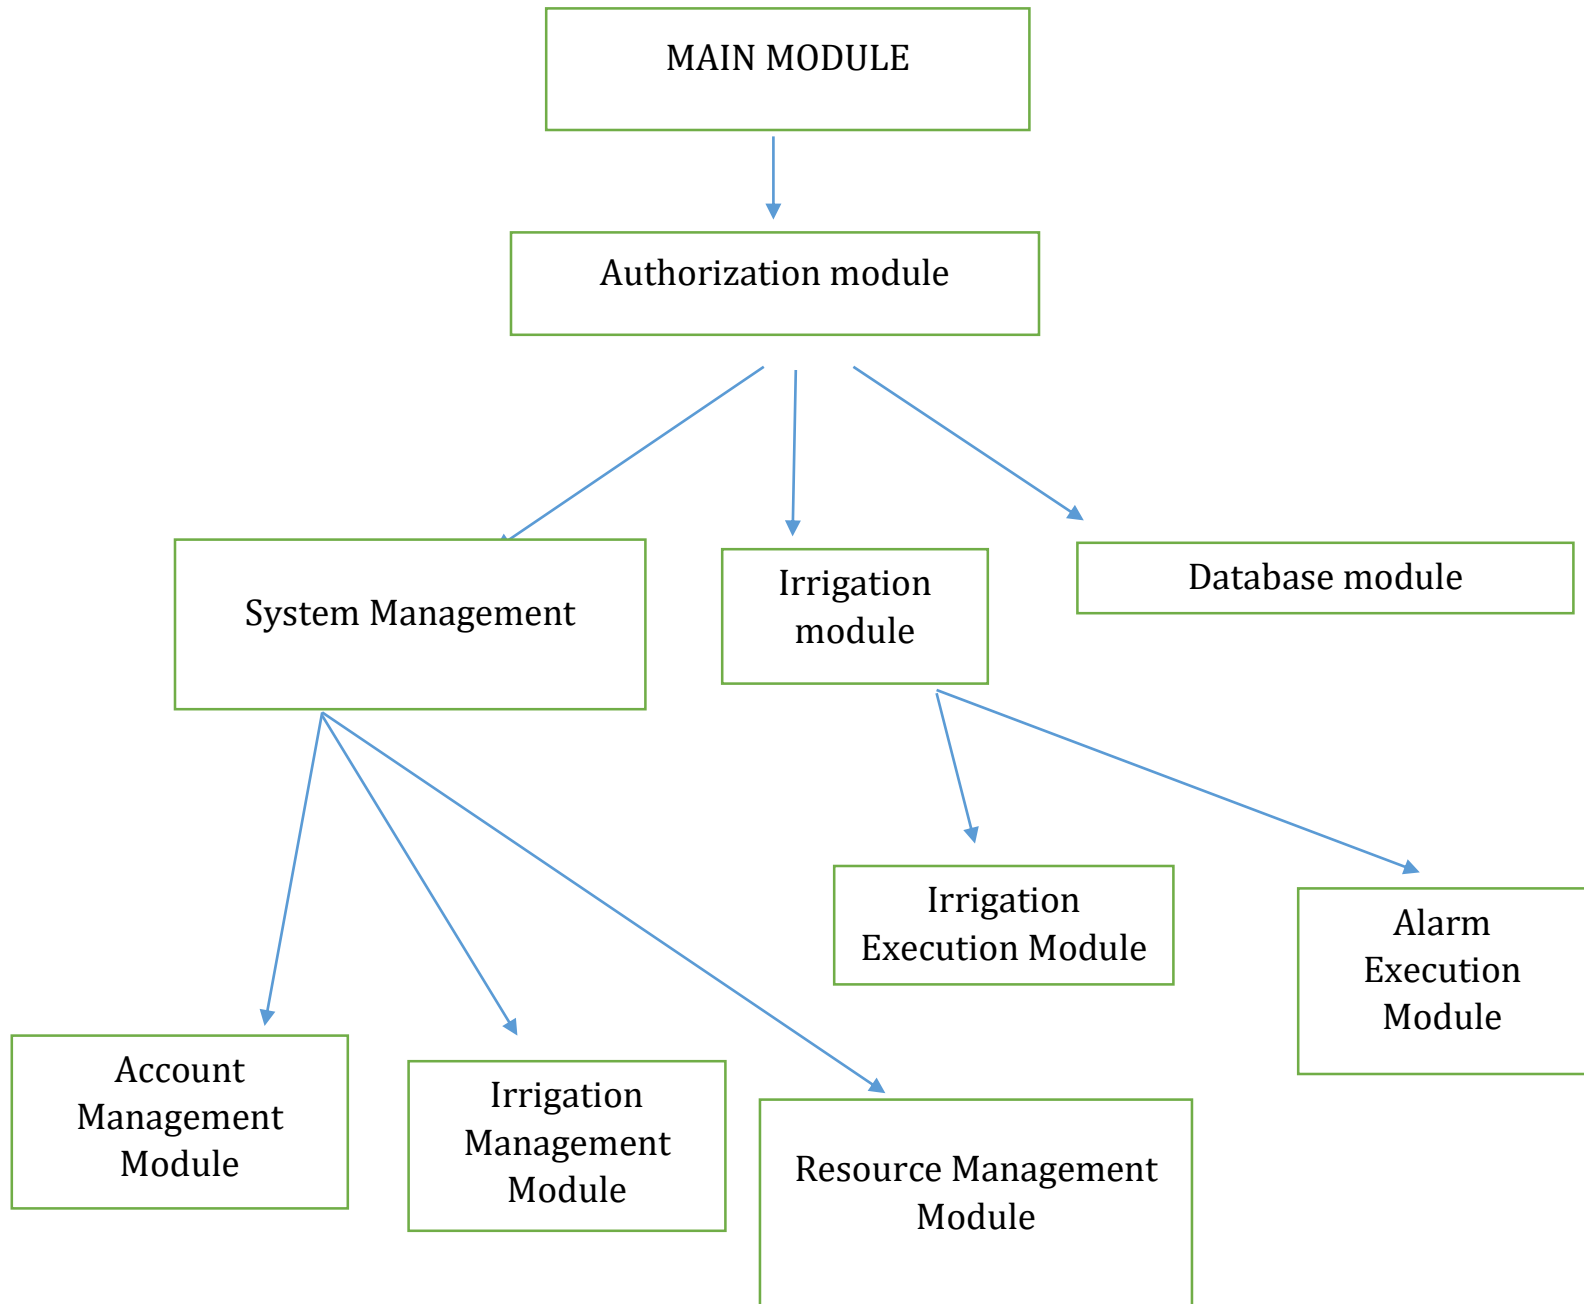 MAIN MODULE
Authorization module
System Management
Irrigation
module
Database module
Irrigation
Execution Module
Alarm
Execution
Module
Account
Management
Module
Irrigation
Management
Module
Resource Management
Module